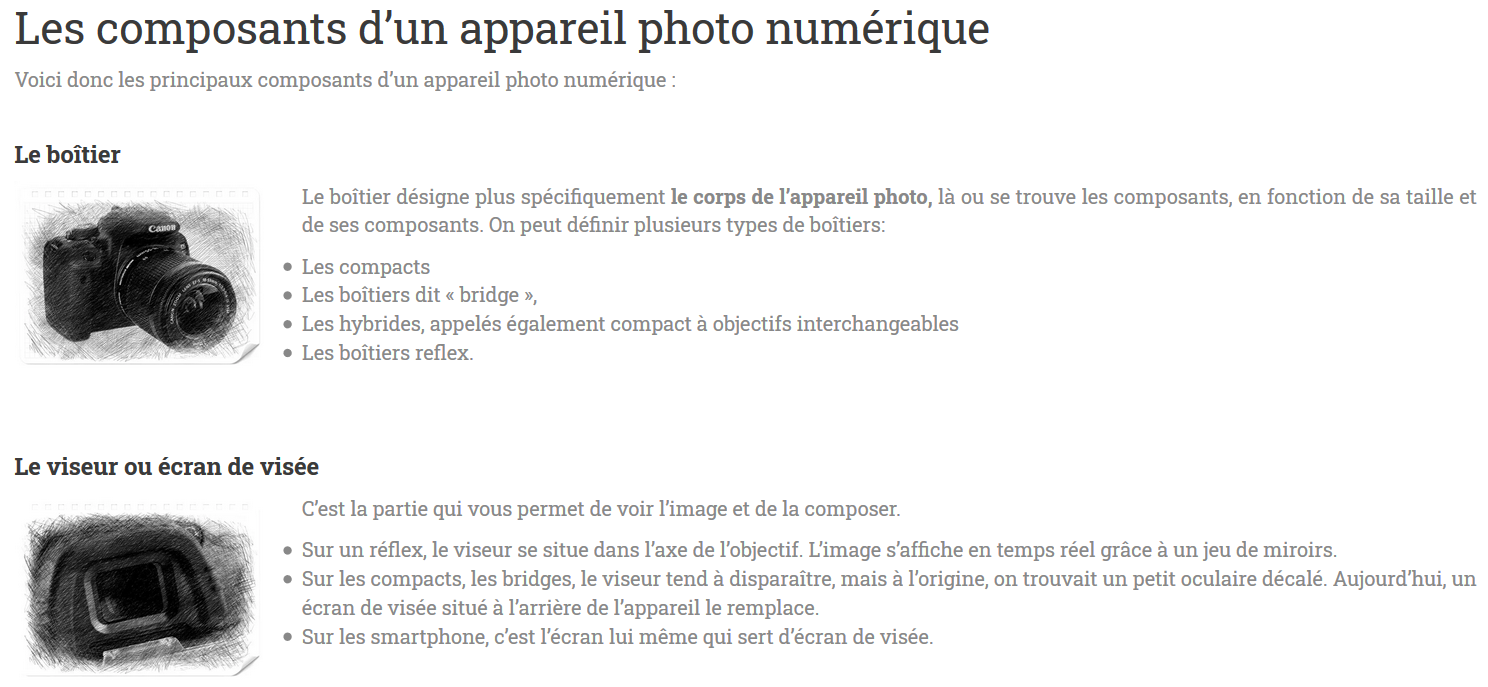 Les composants d’un appareil photo numérique
Voici donc les principaux composants d’un appareil photo numérique :
Le boîtier
Canon
Le boîtier désigne plus spécifiquement le corps de l’appareil photo, là ou se trouve les composants, en fonction de sa taille et
de ses composants. On peut définir plusieurs types de boîtiers:
Les compacts
Les boîtiers dit « bridge »,
Les hybrides, appelés également compact à objectifs interchangeables
Les boîtiers reflex.
Le viseur ou écran de visée
C’est la partie qui vous permet de voir l’image et de la composer.
Sur un réflex, le viseur se situe dans l’axe de l’objectif. L’image s’affiche en temps réel grâce à un jeu de miroirs.
Sur les compacts, les bridges, le viseur tend à disparaître, mais à l’origine, on trouvait un petit oculaire décalé. Aujourd’hui, un
écran de visée situé à l’arrière de l’appareil le remplace.
Sur les smartphone, c’est l’écran lui même qui sert d’écran de visée.